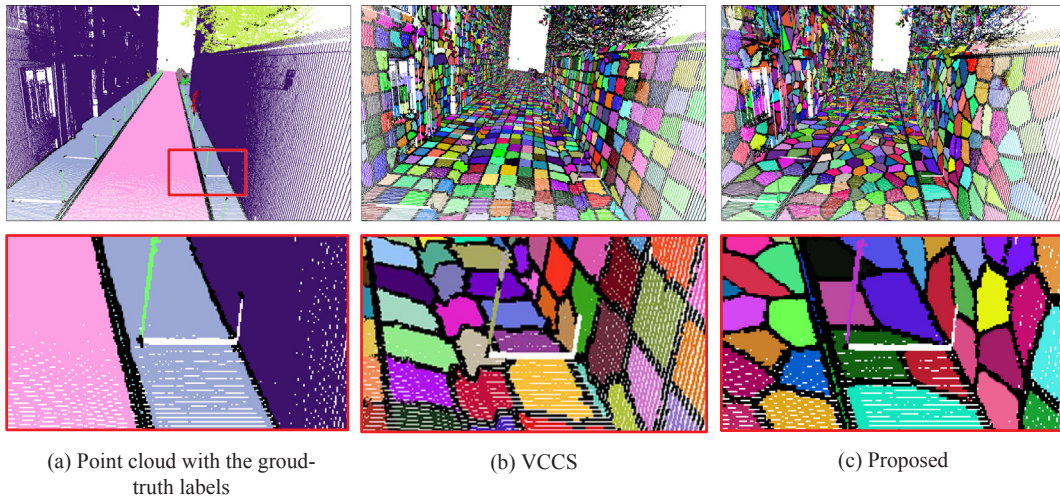 (a) Point cloud with the groud-
truth labels
(b) VCCS
(c) Proposed